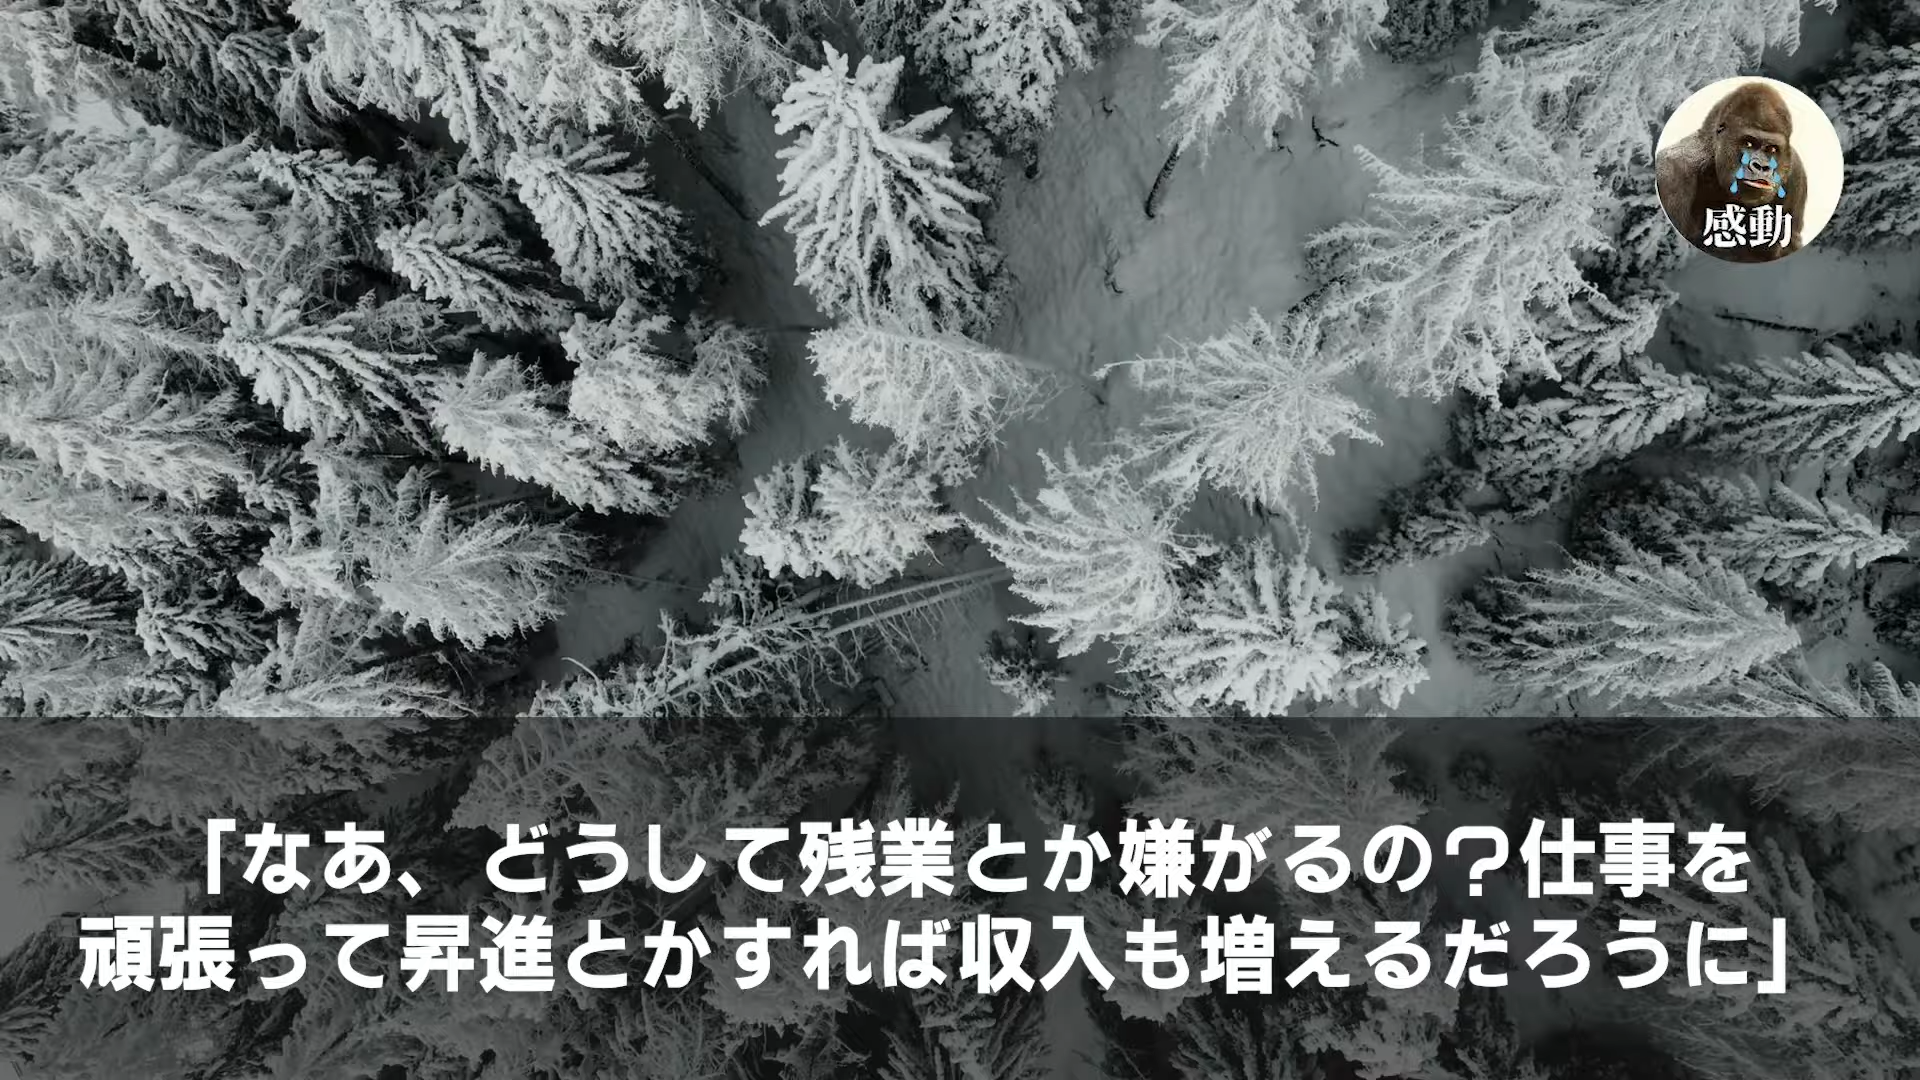 感動
「なあ、どうして残業とか嫌がるの？仕事を
頑張って昇進とかすれば収入も増えるだろうに」